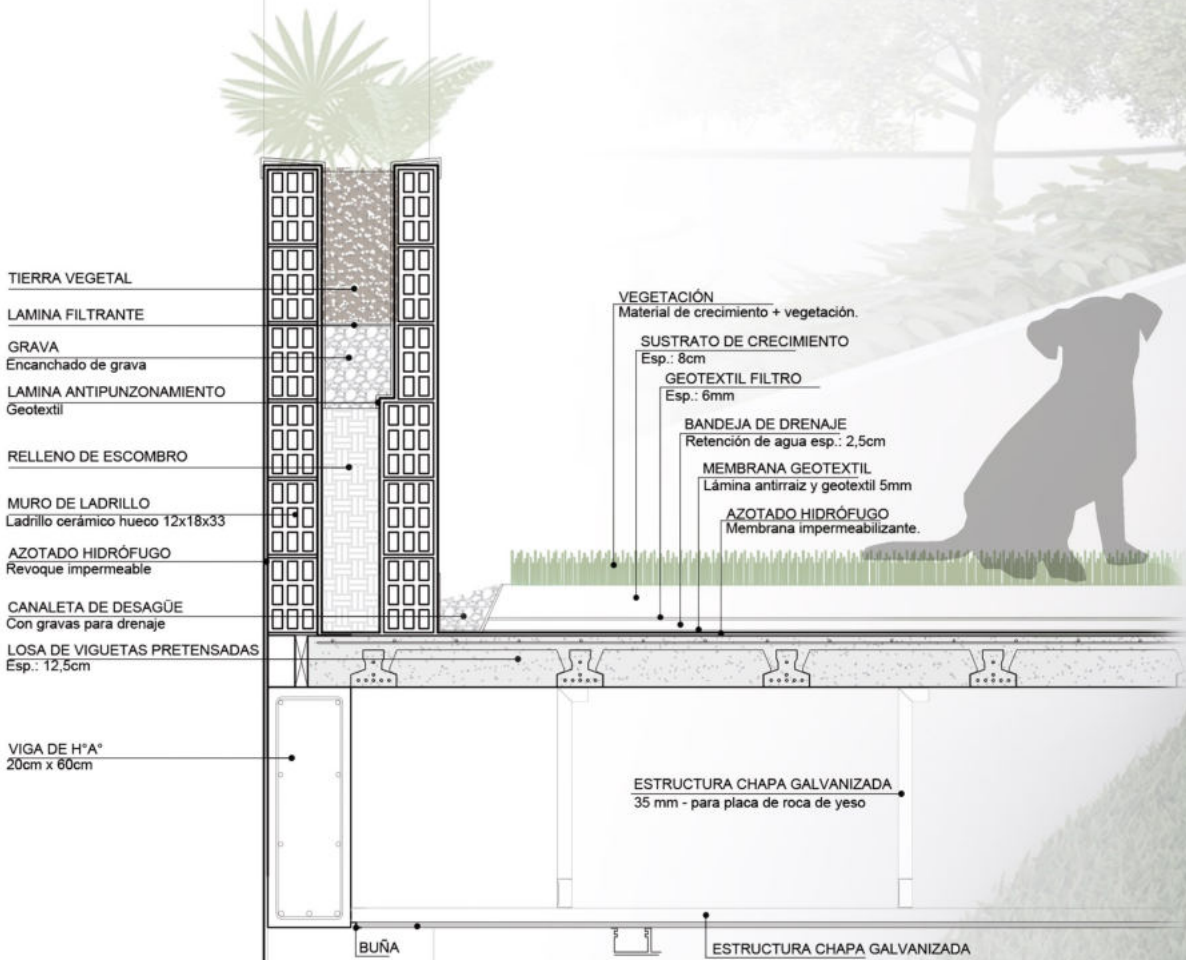 TIERRA VEGETAL
LAMINA FILTRANTE
GRAVA
Encanchado de grava
LAMINA ANTIPUNZONAMIENTO
Geotextil
RELLENO DE ESCOMBRO
MURO DE LADRILLO
Ladrillo cerámico hueco 12x18x33
AZOTADO HIDRÓFUGO
Revoque impermeable
CANALETA DE DESAGÜE
Con gravas para drenaje
LOSA DE VIGUETAS PRETENSADAS
Esp.: 12,5cm
VIGA DE H°A°
20cm x 60cm
VEGETACIÓN
Material de crecimiento + vegetación.
SUSTRATO DE CRECIMIENTO
Esp.: 8cm
GEOTEXTIL FILTRO
Esp.: 6mm
BANDEJA DE DRENAJE
Retención de agua esp.: 2,5cm
MEMBRANA GEOTEXTIL
Lámina antirraiz y geotextil 5mm
AZOTADO HIDRÓFUGO
Membrana impermeabilizante.
ESTRUCTURA CHAPA GALVANIZADA
35 mm - para placa de roca de yeso
BUÑA
ESTRUCTURA CHAPA GALVANIZADA